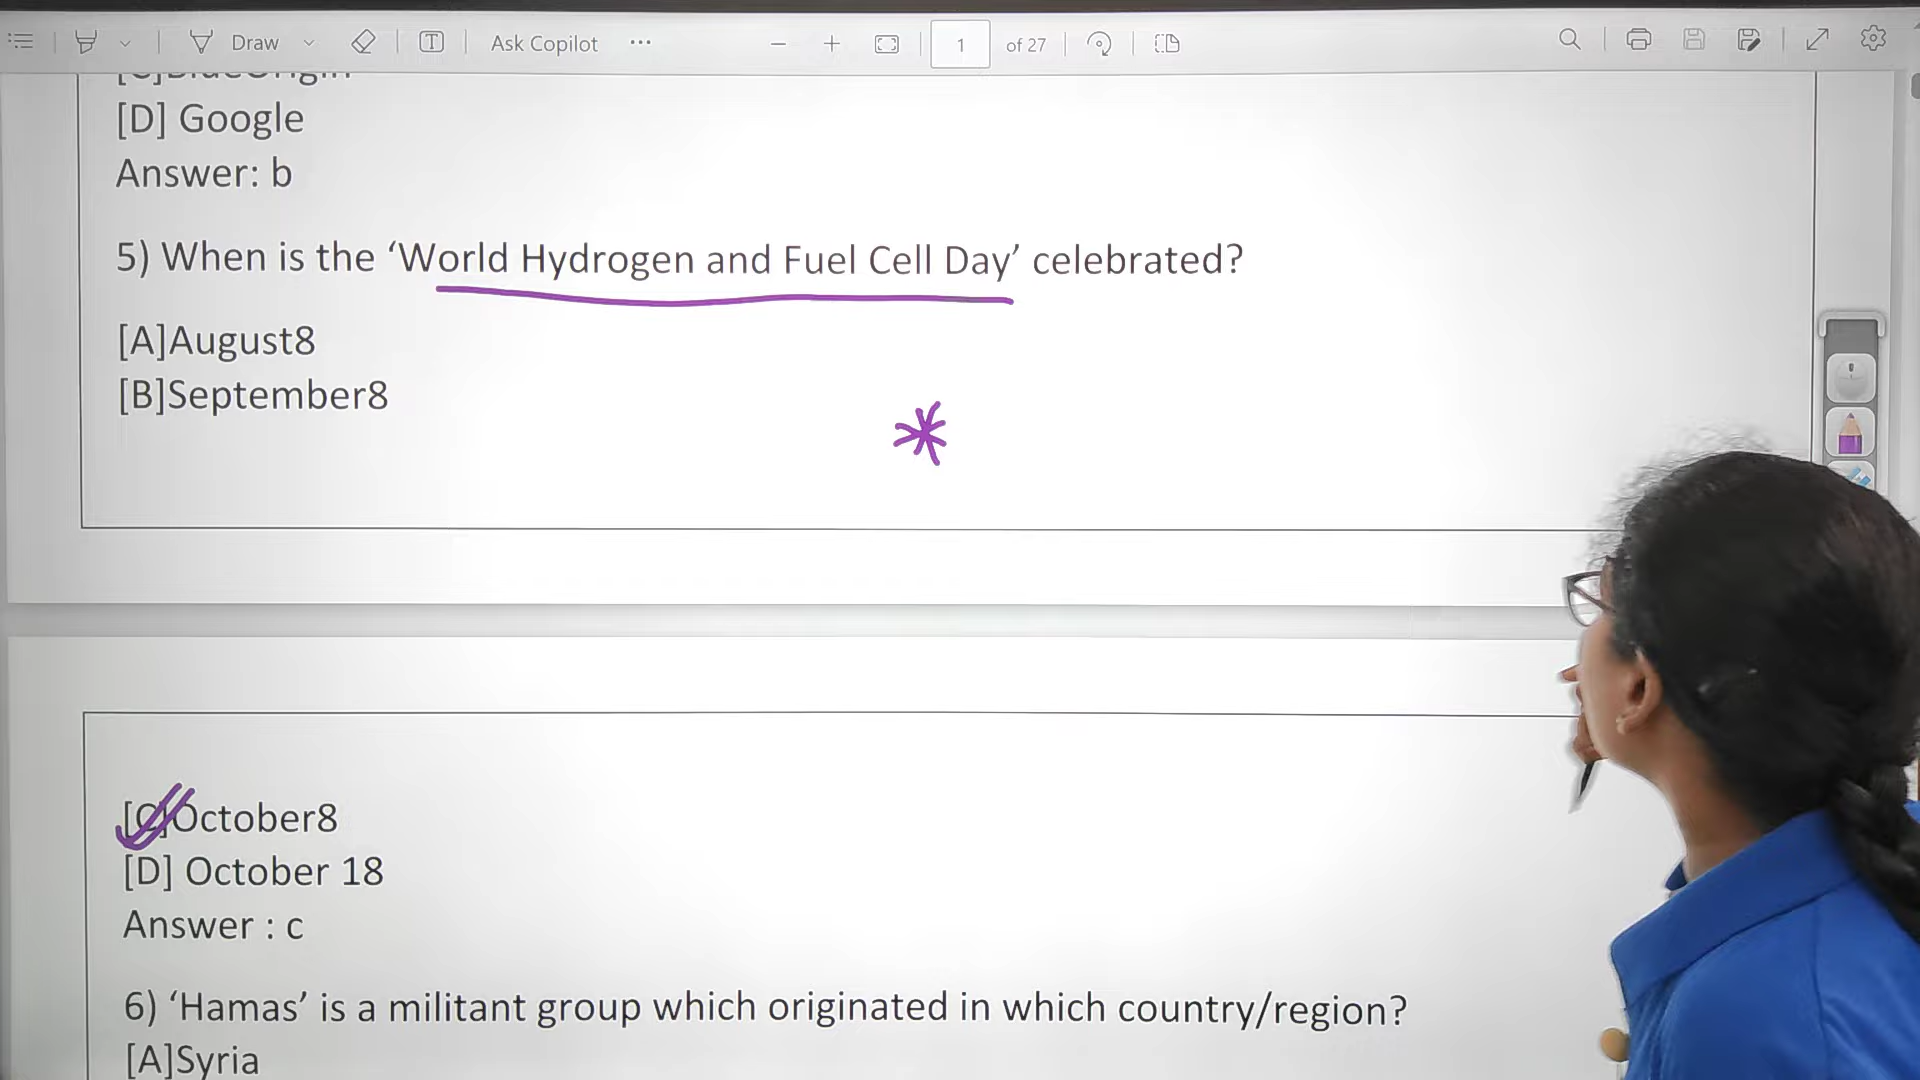 Draw
Ask Copilot
1 of 27
[C]BlueOrigin
[D] Google
Answer: b
5) When is the ‘World Hydrogen and Fuel Cell Day’ celebrated?
[A]August8
[B]September8
*
[C]October8
[D] October 18
Answer : c
6) ‘Hamas’ is a militant group which originated in which country/region?
[A]Syria